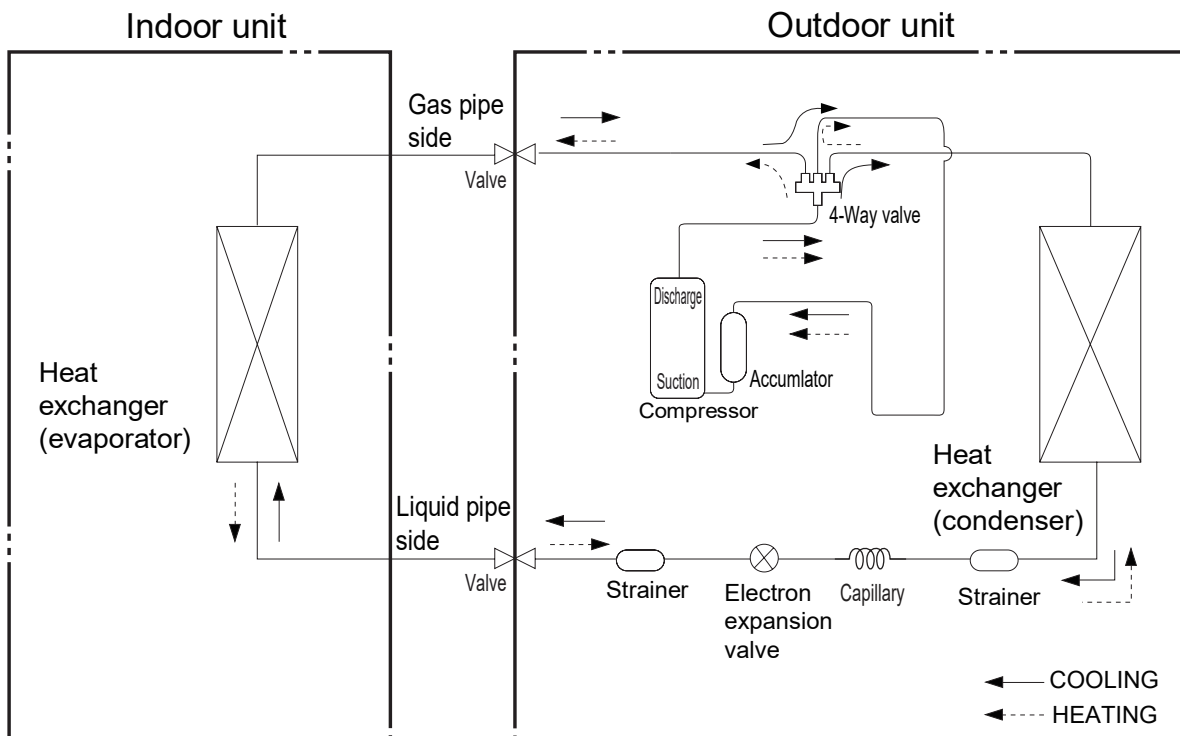 Indoor unit
Outdoor unit
Gas pipe
side
Valve
4-Way valve
Discharge
Suction
Compressor
Accumlator
Heat
exchanger
(evaporator)
Heat
exchanger
(condenser)
Liquid pipe
side
Valve
Strainer
Electron
expansion
valve
Capillary
Strainer
COOLING
HEATING